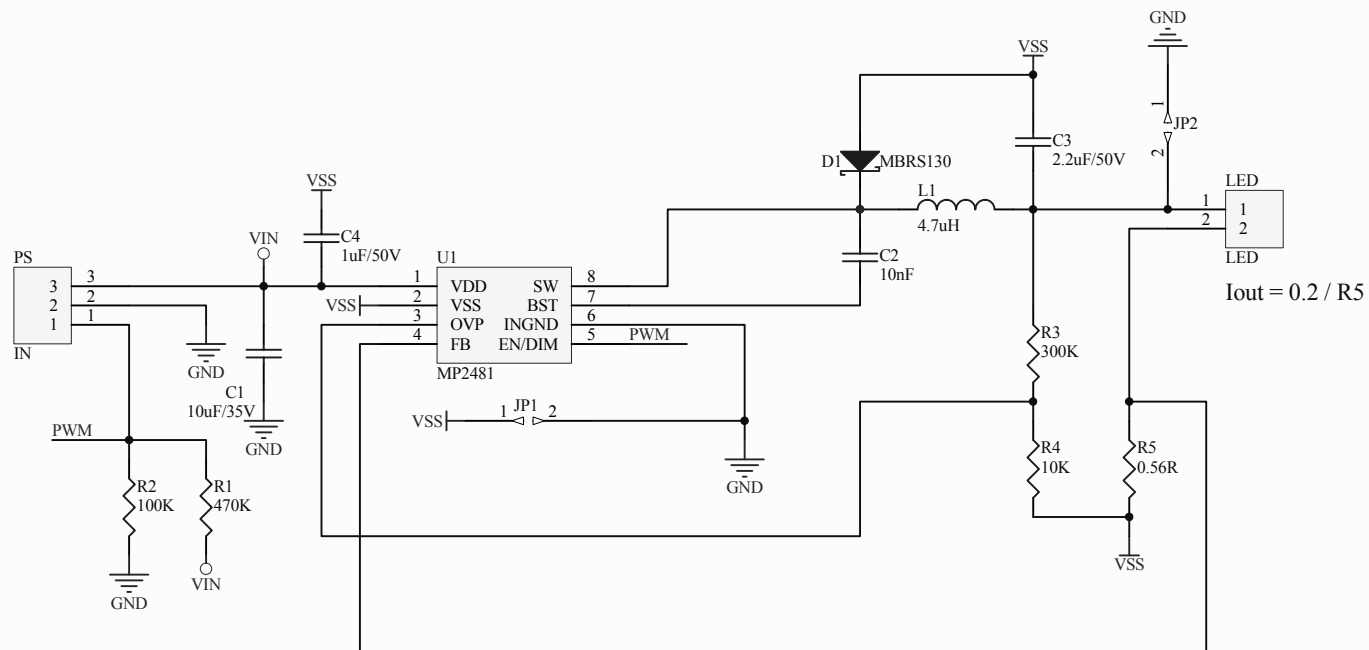 GND
VSS
1
JP2
2
C3
2.2uF/50V
D1
MBRS130
VSS
L1
4.7uH
LED
1
1
2
2
LED
VIN
C4
1uF/50V
C2
10nF
Iout = 0.2 / R5
PS
3
3
2
2
1
1
IN
U1
1
VDD
SW
8
VSS
2
VSS
BST
7
3
OVP
INGND
6
4
FB
EN/DIM
5
PWM
MP2481
GND
C1
10uF/35V
GND
R3
300K
VSS
1
JP1
2
PWM
GND
R4
10K
R5
0.56R
R2
100K
R1
470K
VSS
GND
VIN